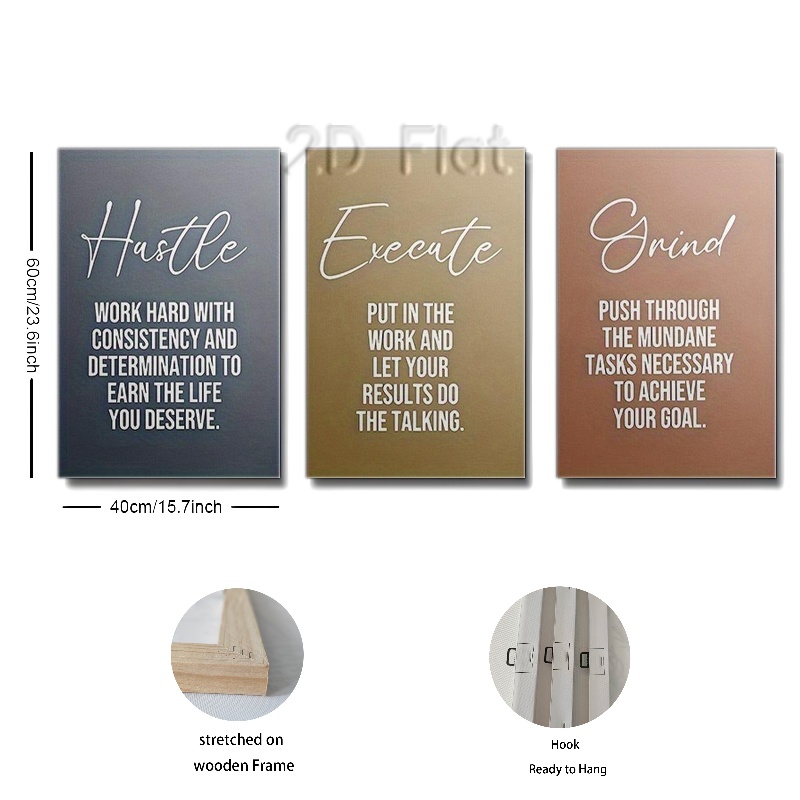 2.D Flat.
60cm/23.6inch
Hustle
WORK HARD WITH
CONSISTENCY AND
DETERMINATION TO
EARN THE LIFE
YOU DESERVE.
Execute
PUT IN THE
WORK AND
LET YOUR
RESULTS DO
THE TALKING.
Grind
PUSH THROUGH
THE MUNDANE
TASKS NECESSARY
TO ACHIEVE
YOUR GOAL.
40cm/15.7inch
stretched on
wooden Frame
Hook
Ready to Hang